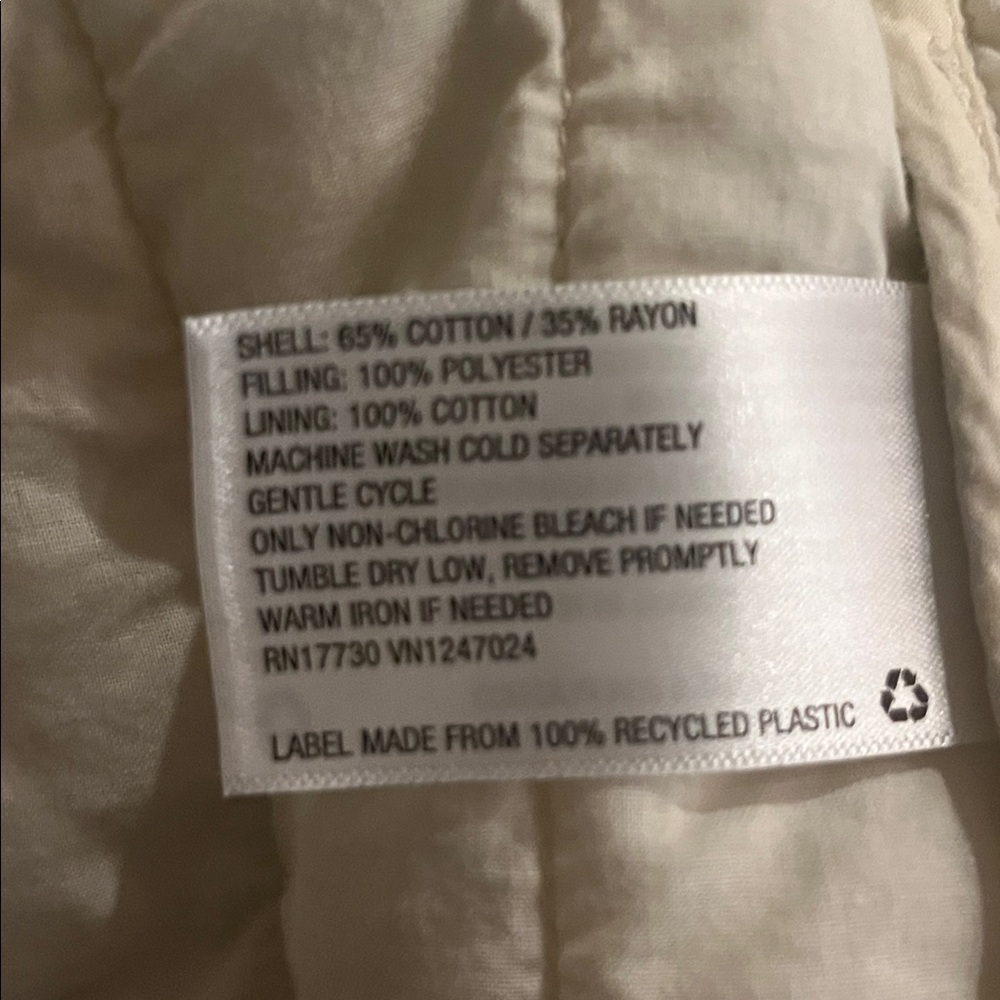 SHELL: 65% COTTON / 35% RAYON
FILLING: 100% POLYESTER
LINING: 100% COTTON
MACHINE WASH COLD SEPARATELY
GENTLE CYCLE
ONLY NON-CHLORINE BLEACH IF NEEDED
TUMBLE DRY LOW, REMOVE PROMPTLY
WARM IRON IF NEEDED
RN17730 VN1247024
LABEL MADE FROM 100% RECYCLED PLASTIC